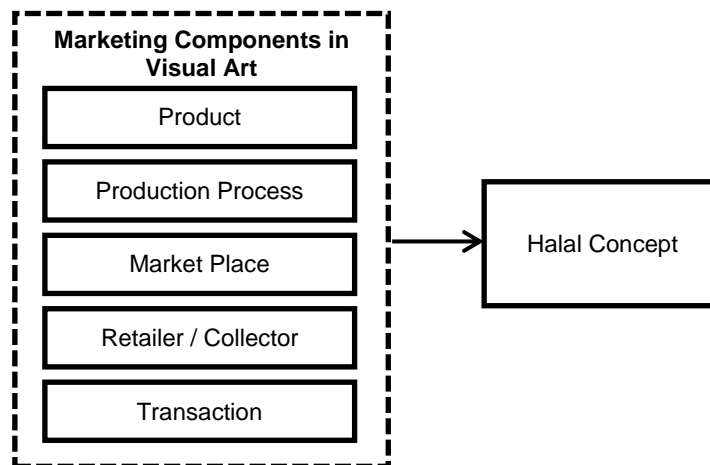 Marketing Components in
Visual Art
Product
Production Process
Market Place
Halal Concept
Retailer / Collector
Transaction